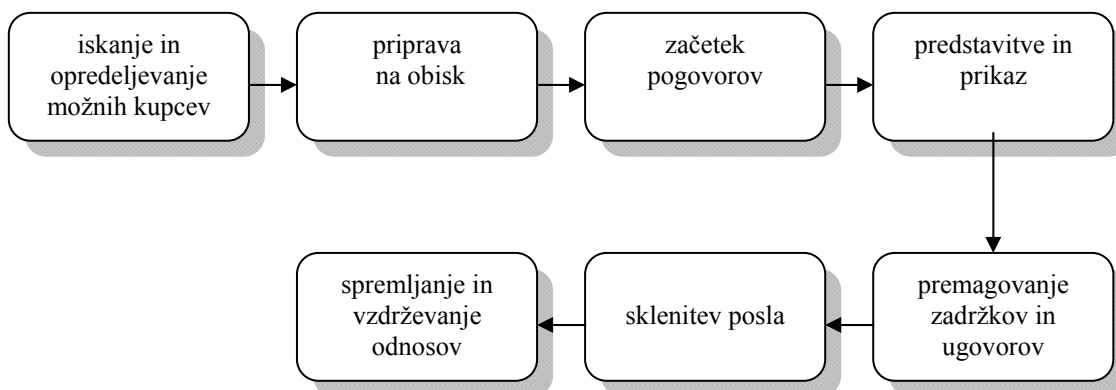 iskanje in
opredeljevanje
možnih kupcev
priprava
na obisk
začetek
pogovorov
predstavitve in
prikaz
premagovanje
zadržkov in
ugovorov
sklenitev posla
spremljanje in
vzdrževanje
odnosov